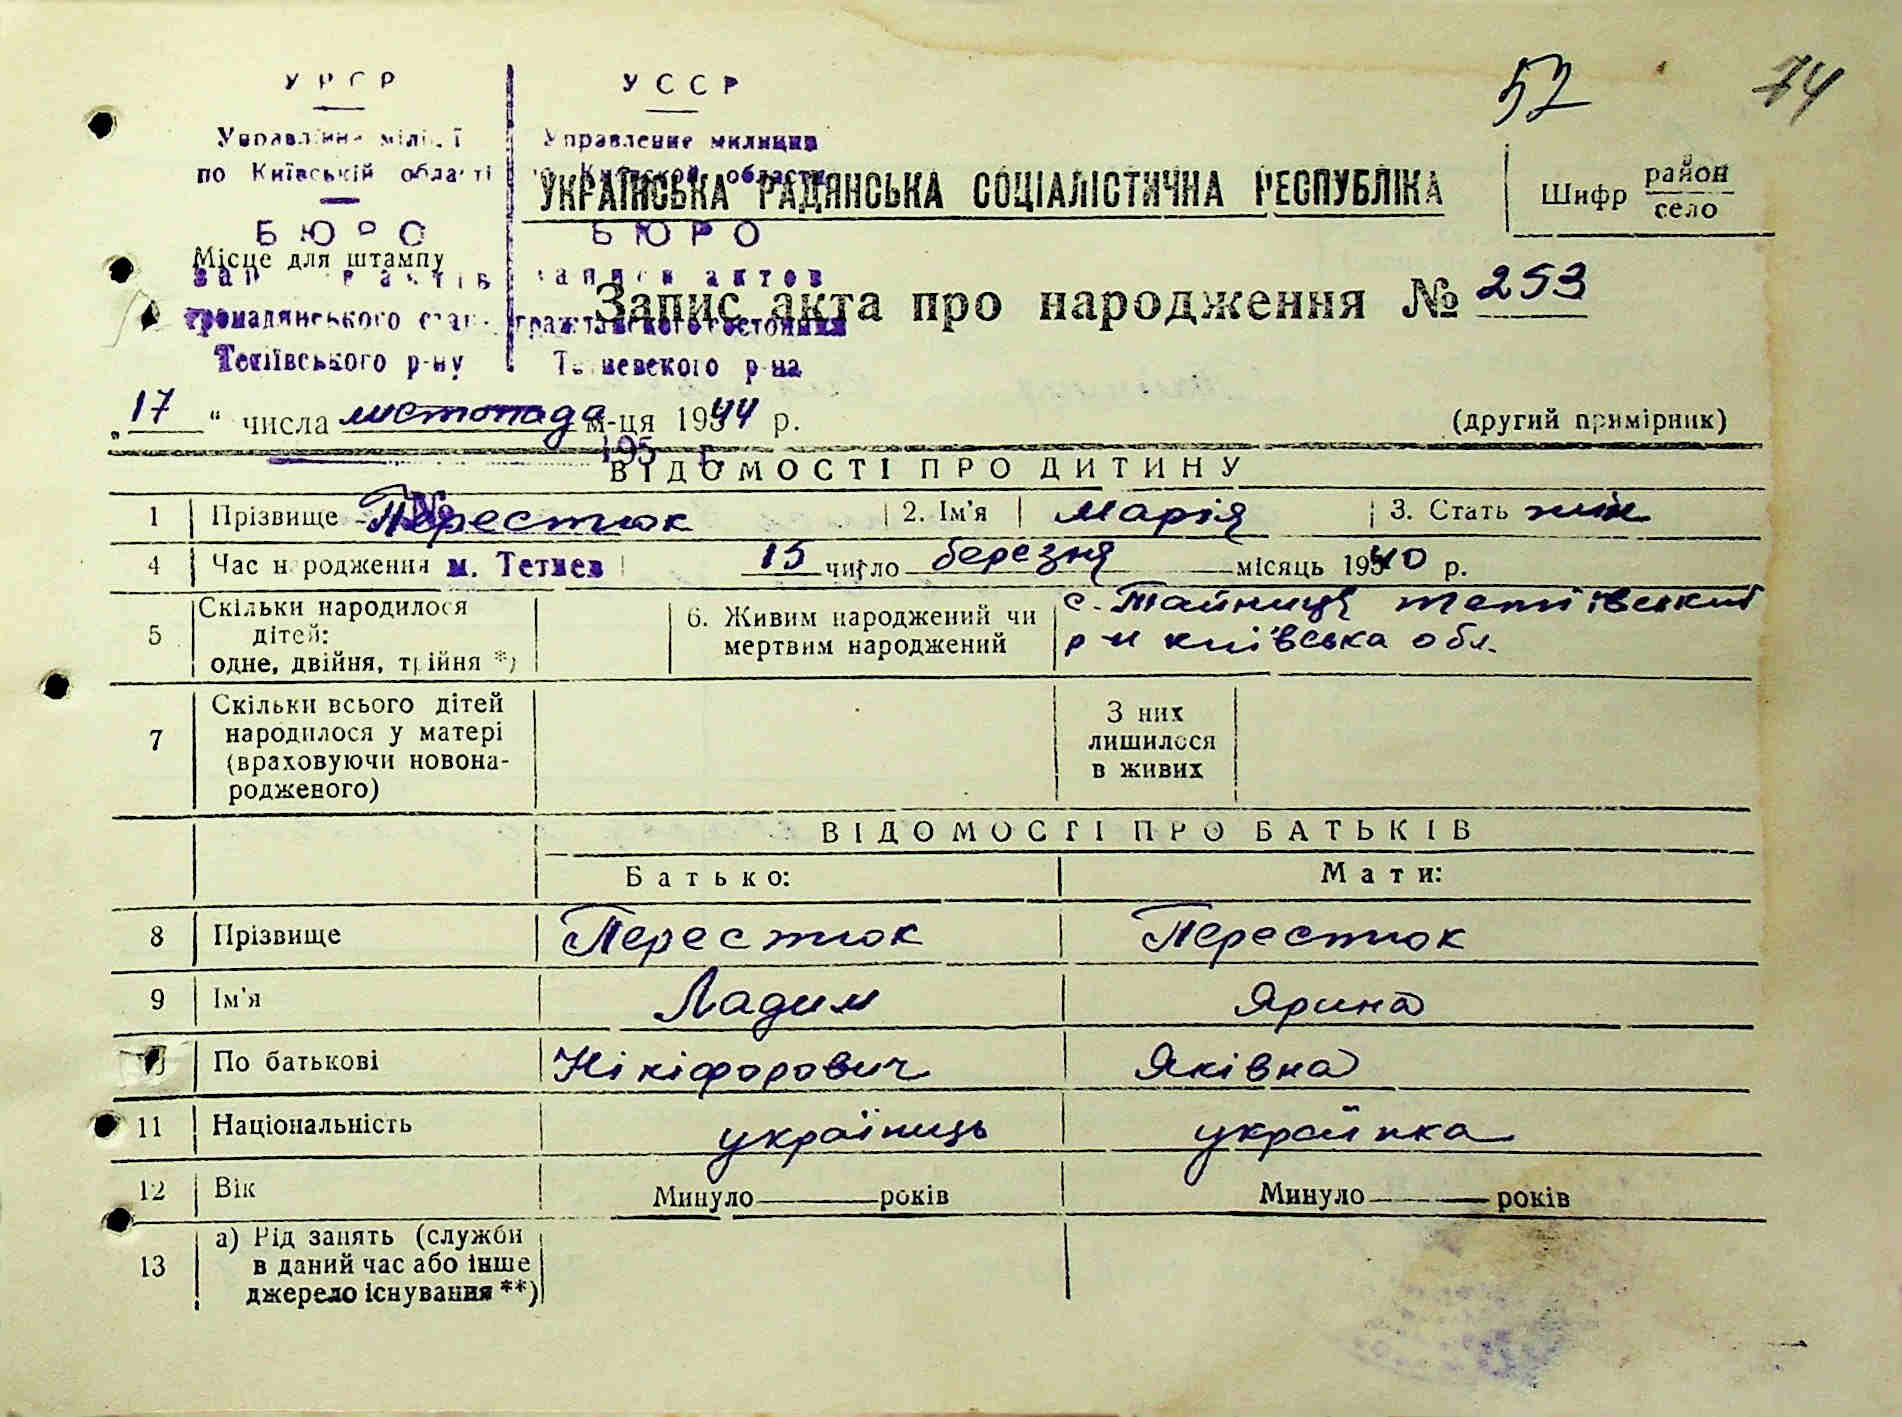 52 74
УРСР УССР
Управління міліції Управление милиции
по Київській області Киевской области
УКРАЇНСЬКА РАДЯНСЬКА СОЦІАЛІСТИЧНА РЕСПУБЛІКА
Шифр район
село
БЮРО БЮРО
Місце для штампу
записів актів записи актов
Запис акта про народження № 253
громадянського стану гражданского состояния
Тетіївського р-ну Тетиевского р-на
„17“ числа листопада м-ця 1944 р. (другий примірник)
195 г.
ВІДОМОСТІ ПРО ДИТИНУ
№
1 Прізвище Перестюк 2. Ім'я Марія 3. Стать жін
4 Час народження м. Тетиев 15 число березня місяць 1940 р.
5 Скільки народилося дітей: одне, двійня, трійня *) 6. Живим народжений чи мертвим народжений с. Тайниця тетіївський
р-н київська обл.
7 Скільки всього дітей народилося у матері (враховуючи новонародженого) З них лишилося в живих
ВІДОМОСТІ ПРО БАТЬКІВ
Батько: Мати:
8 Прізвище Перестюк Перестюк
9 Ім'я Ладим Ярина
10 По батькові Нікіфорович Яківна
11 Національність україниць українка
12 Вік Минуло років Минуло років
13 а) Рід занять (служби
в даний час або інше
джерело існування **)